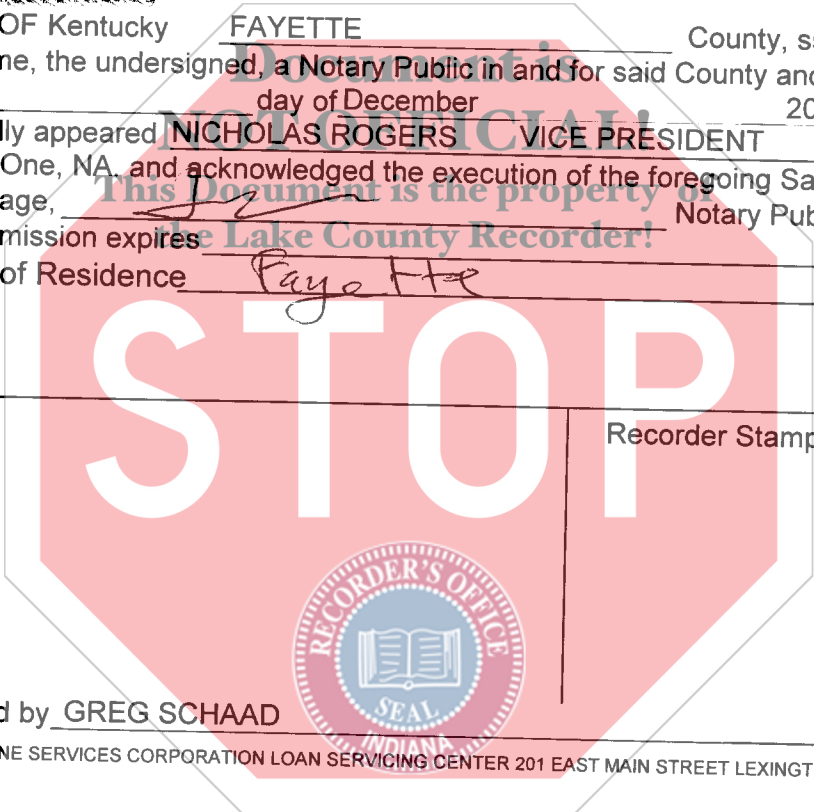 OF Kentucky FAYETTE County, ss
me, the undersigned, a Notary Public in and for said County and
day of December 20
lly appeared NICHOLAS ROGERS VICE PRESIDENT
One, NA. and acknowledged the execution of the foregoing Sa
age, Notary Pub
mission expires
of Residence Fayette
Document is
NOT OFFICIAL!
This Document is the property of
the Lake County Recorder!
STOP
Recorder Stamp
RECORDER'S OFFICE
SEAL
INDIANA
d by GREG SCHAAD
NE SERVICES CORPORATION LOAN SERVICING CENTER 201 EAST MAIN STREET LEXINGT